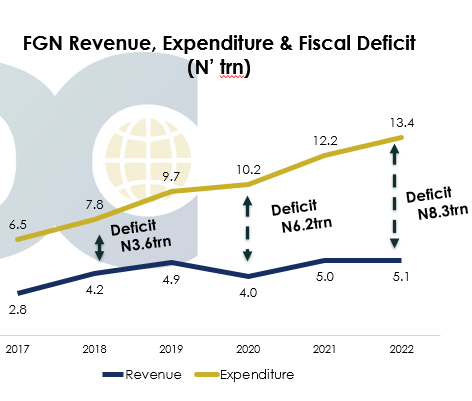 FGN Revenue, Expenditure & Fiscal Deficit
(N' trn)
13.4
12.2
10.2
9.7
7.8
6.5
Deficit
N3.6trn
Deficit
N6.2trn
Deficit
N8.3trn
2.8
4.2
4.9
4.0
5.0
5.1
2017 2018 2019 2020 2021 2022
Revenue Expenditure